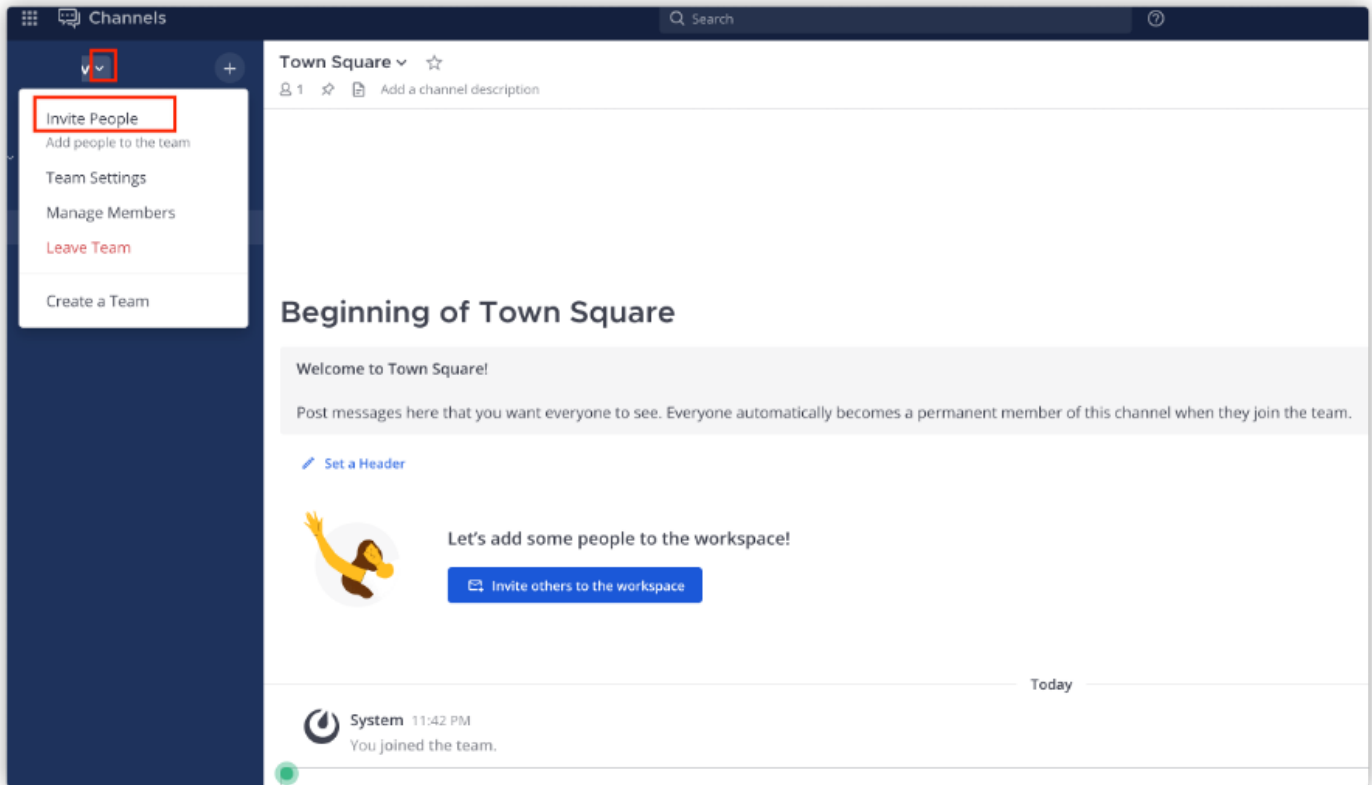 Channels
Search
v
Town Square
1 Add a channel description
Invite People
Add people to the team
Team Settings
Manage Members
Leave Team
Create a Team
Beginning of Town Square
Welcome to Town Square!
Post messages here that you want everyone to see. Everyone automatically becomes a permanent member of this channel when they join the team.
Set a Header
Let's add some people to the workspace!
Invite others to the workspace
Today
System 11:42 PM
You joined the team.